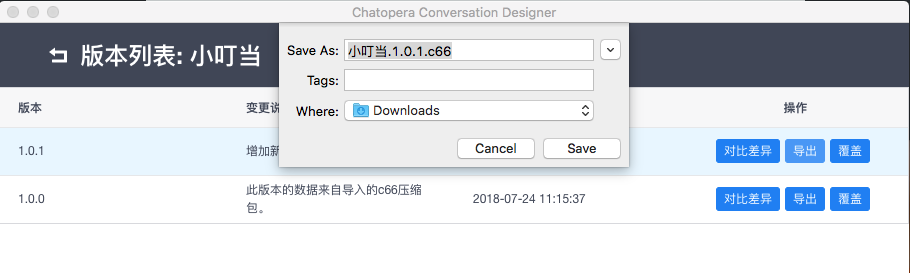 Chatopera Conversation Designer
版本列表: 小叮当
Save As: 小叮当.1.0.1.c66
Tags:
Where: Downloads
Cancel Save
版本 变更说 操作
1.0.1 增加新 对比差异 导出 覆盖
1.0.0 此版本的数据来自导入的c66压缩 2018-07-24 11:15:37 对比差异 导出 覆盖
包。